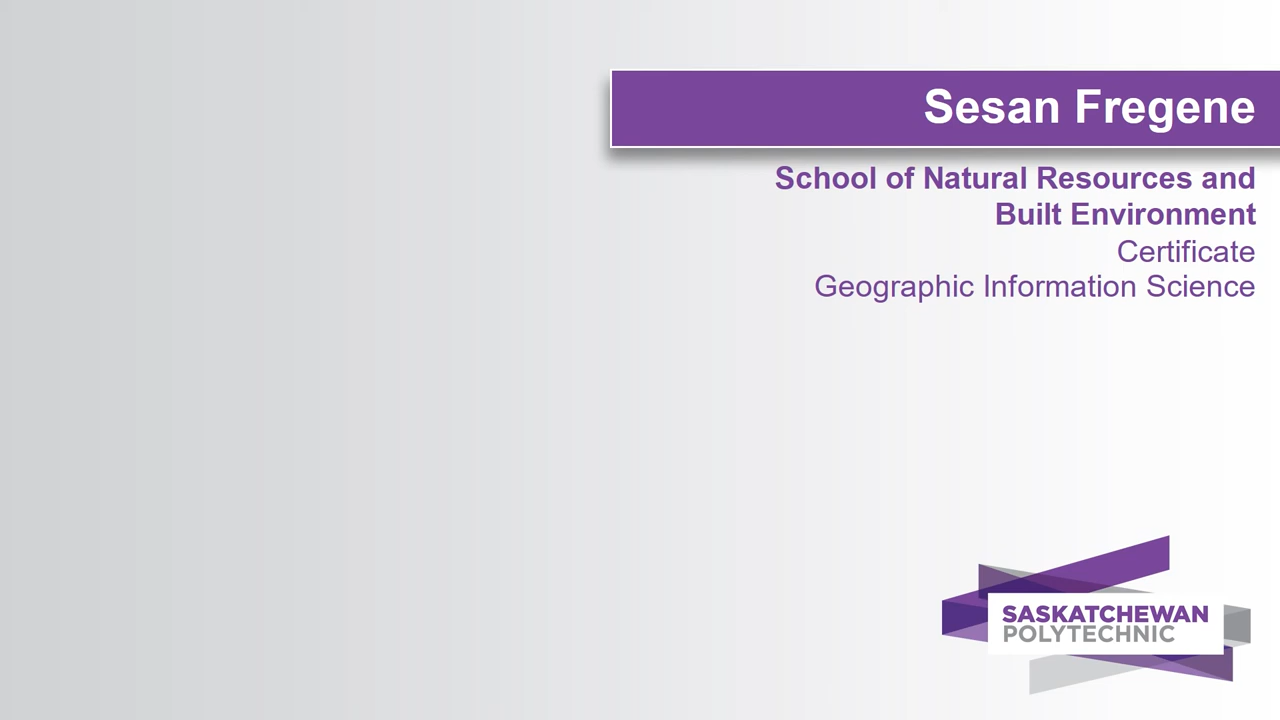 Sesan Fregene
School of Natural Resources and
Built Environment
Certificate
Geographic Information Science
SASKATCHEWAN
POLYTECHNIC